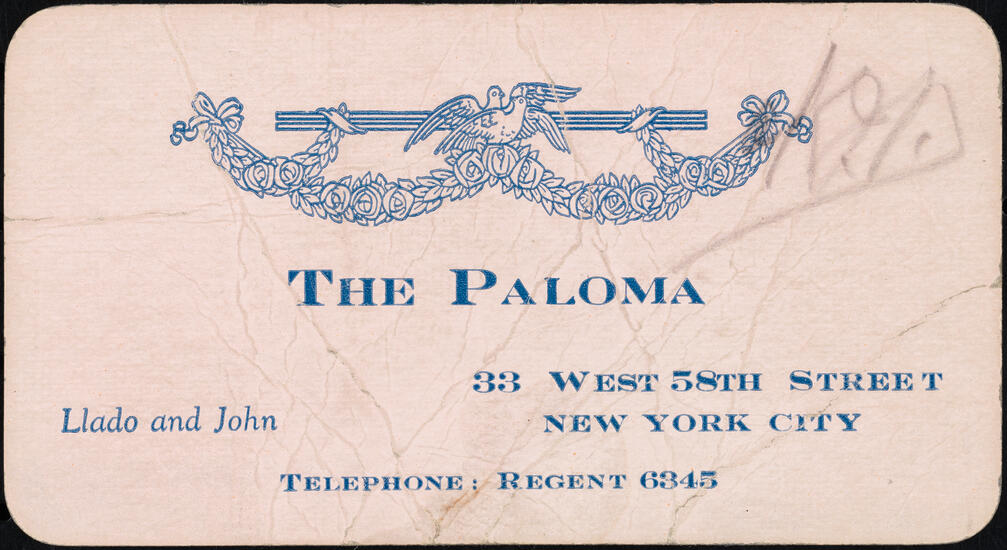 THE PALOMA
33 WEST 58TH STREET
NEW YORK CITY
Llado and John
TELEPHONE: REGENT 6345